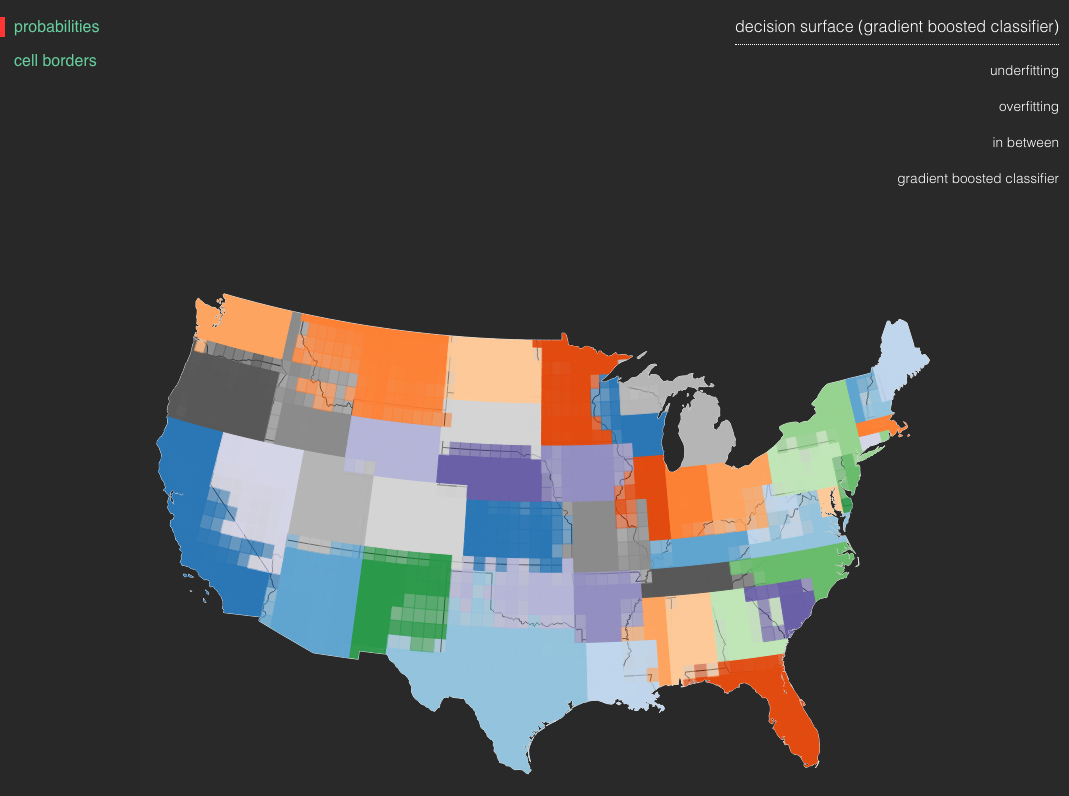 probabilities
cell borders
decision surface (gradient boosted classifier)
underfitting
overfitting
in between
gradient boosted classifier